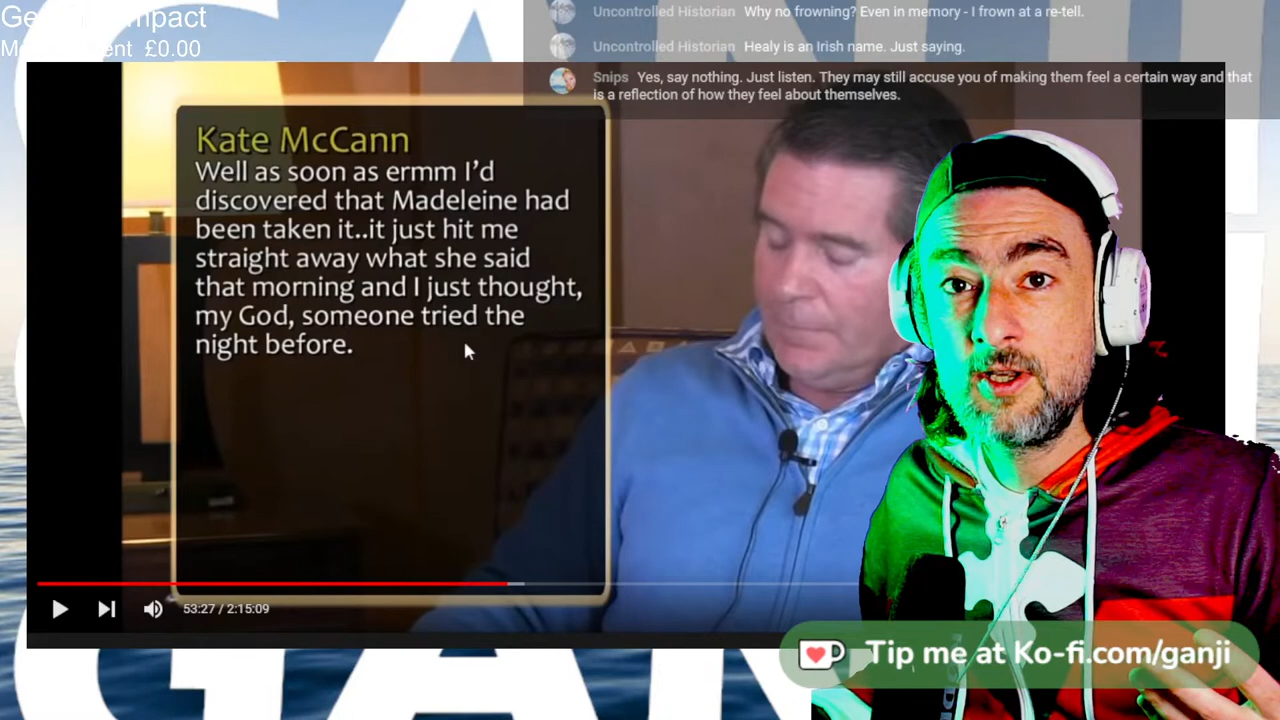 Impact
£0.00
Uncontrolled Historian Why no frowning? Even in memory - I frown at a re-tell.
Uncontrolled Historian Healy is an Irish name. Just saying.
Snips Yes, say nothing. Just listen. They may still accuse you of making them feel a certain way and that
is a reflection of how they feel about themselves.
Kate McCann
Well as soon as ermm I'd
discovered that Madeleine had
been taken it..it just hit me
straight away what she said
that morning and I just thought,
my God, someone tried the
night before.
53:27 / 2:15:09
Tip me at Ko-fi.com/ganji